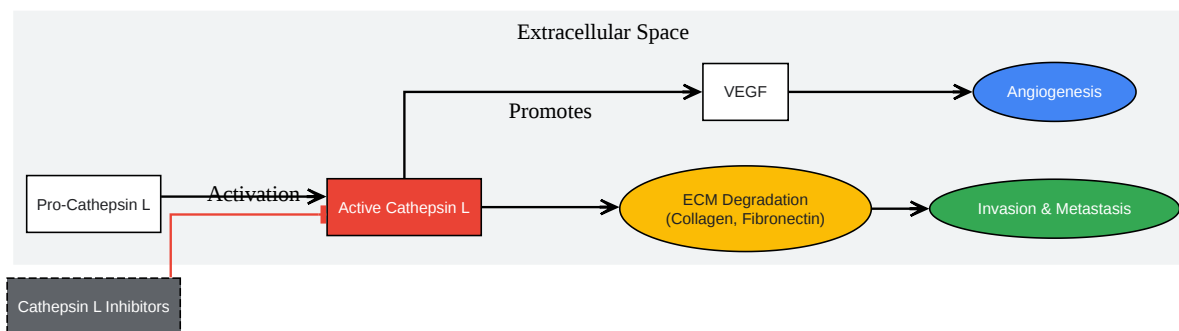 Extracellular Space
VEGF
Angiogenesis
Promotes
Pro-Cathepsin L
Activation
Active Cathepsin L
ECM Degradation
(Collagen, Fibronectin)
Invasion & Metastasis
Cathepsin L Inhibitors